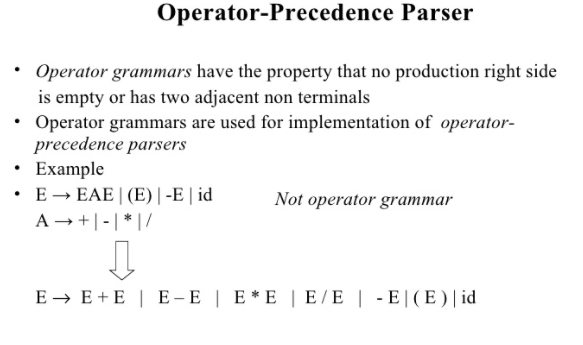 Operator-Precedence Parser
• Operator grammars have the property that no production right side
is empty or has two adjacent non terminals
• Operator grammars are used for implementation of operator-
precedence parsers
• Example
• E → EAE | (E) | -E | id Not operator grammar
A → + | - | * | /
E → E + E | E – E | E * E | E / E | - E | ( E ) | id